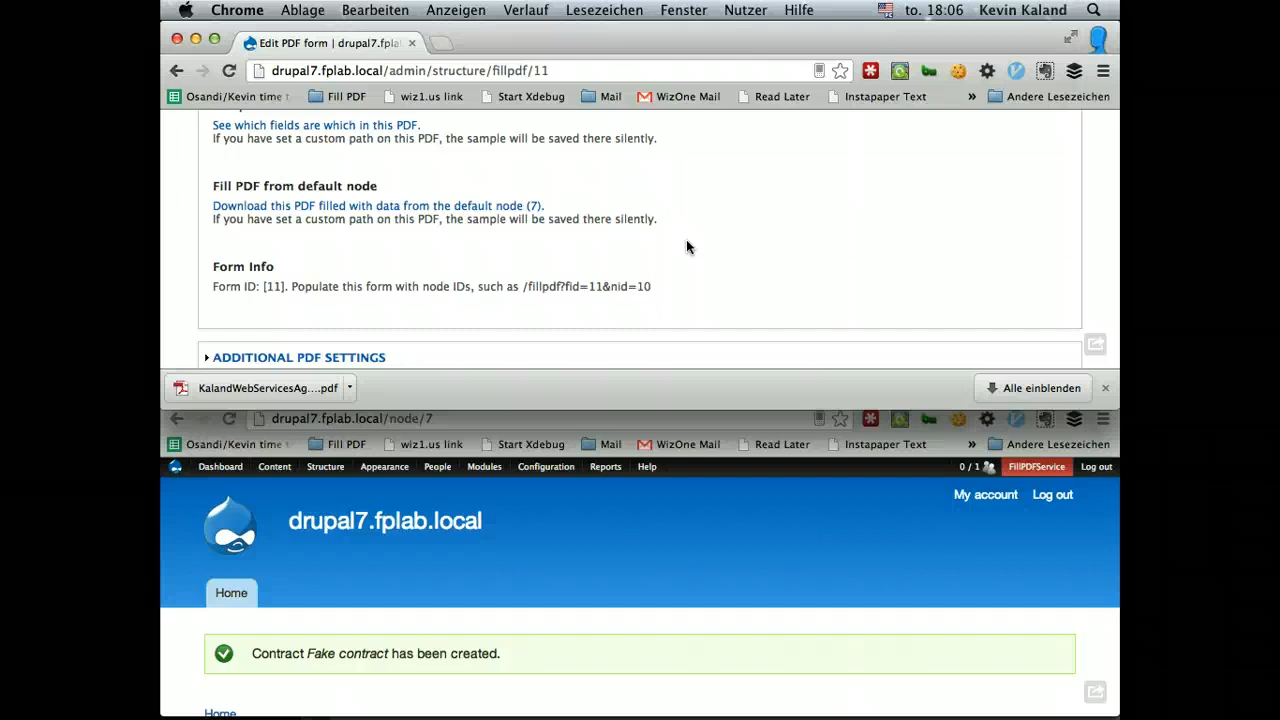 Chrome Ablage Bearbeiten Anzeigen Verlauf Lesezeichen Fenster Nutzer Hilfe to. 18:06 Kevin Kaland
Edit PDF form | drupal7.fpla
drupal7.fplab.local/admin/structure/fillpdf/11
Osandi/Kevin time t Fill PDF wiz1.us link Start Xdebug Mail WizOne Mail Read Later Instapaper Text » Andere Lesezeichen
See which fields are which in this PDF.
If you have set a custom path on this PDF, the sample will be saved there silently.
Fill PDF from default node
Download this PDF filled with data from the default node (7).
If you have set a custom path on this PDF, the sample will be saved there silently.
Form Info
Form ID: [11]. Populate this form with node IDs, such as /fillpdf?fid=11&nid=10
ADDITIONAL PDF SETTINGS
KalandWebServicesAg....pdf Alle einblenden
drupal7.fplab.local/node/7
Osandi/Kevin time t Fill PDF wiz1.us link Start Xdebug Mail WizOne Mail Read Later Instapaper Text » Andere Lesezeichen
Dashboard Content Structure Appearance People Modules Configuration Reports Help 0 / 1 FillPDFService Log out
My account Log out
drupal7.fplab.local
Home
Contract Fake contract has been created.
Home